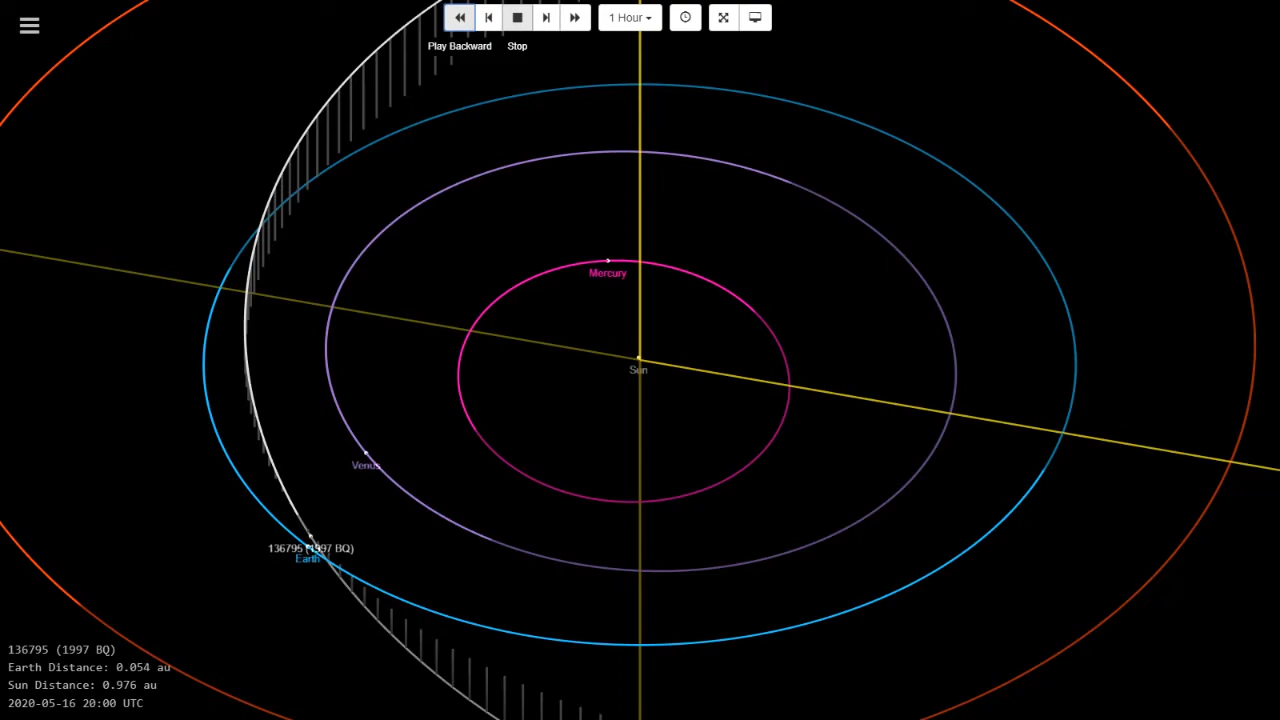 1 Hour
Play Backward
Stop
Mercury
Sun
Venus
136795 (1997 BQ)
Earth
136795 (1997 BQ)
Earth Distance: 0.054 au
Sun Distance: 0.976 au
2020-05-16 20:00 UTC